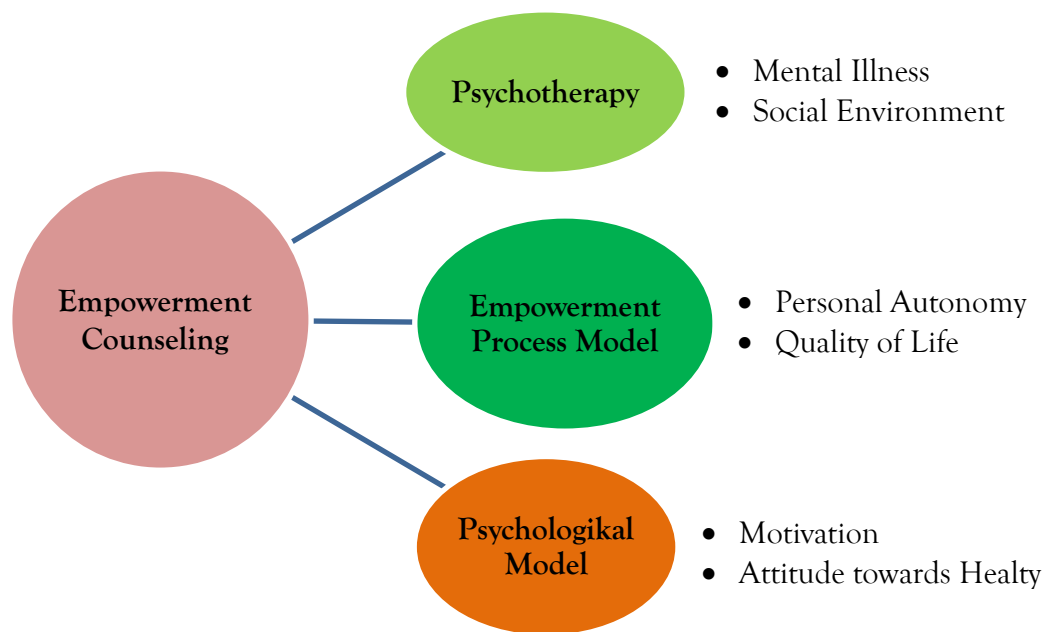 Psychotherapy
• Mental Illness
• Social Environment
Empowerment
Counseling
Empowerment
Process Model
• Personal Autonomy
• Quality of Life
Psychologikal
Model
• Motivation
• Attitude towards Healty